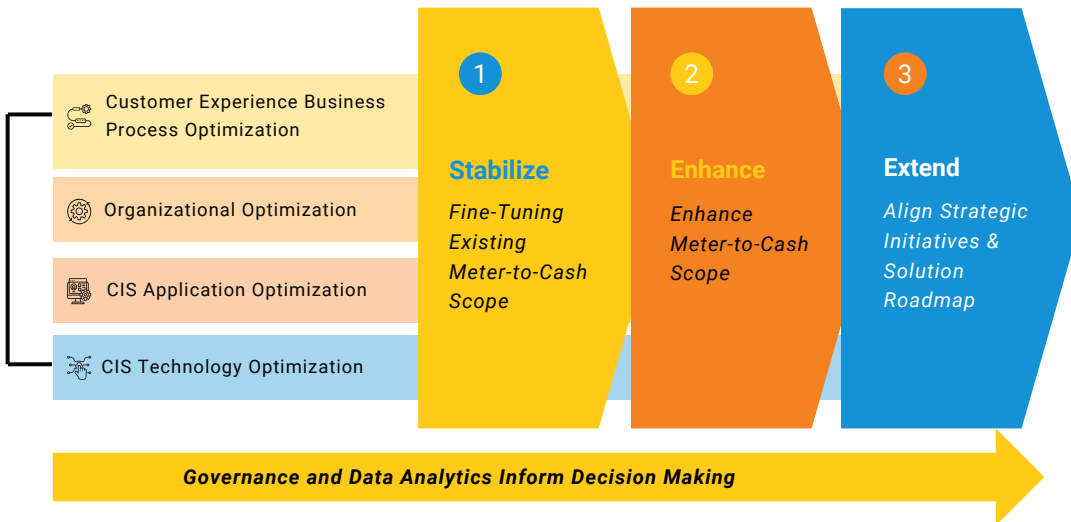 Customer Experience Business
Process Optimization
Organizational Optimization
CIS Application Optimization
CIS Technology Optimization
1
Stabilize
Fine-Tuning
Existing
Meter-to-Cash
Scope
2
Enhance
Enhance
Meter-to-Cash
Scope
3
Extend
Align Strategic
Initiatives &
Solution
Roadmap
Governance and Data Analytics Inform Decision Making